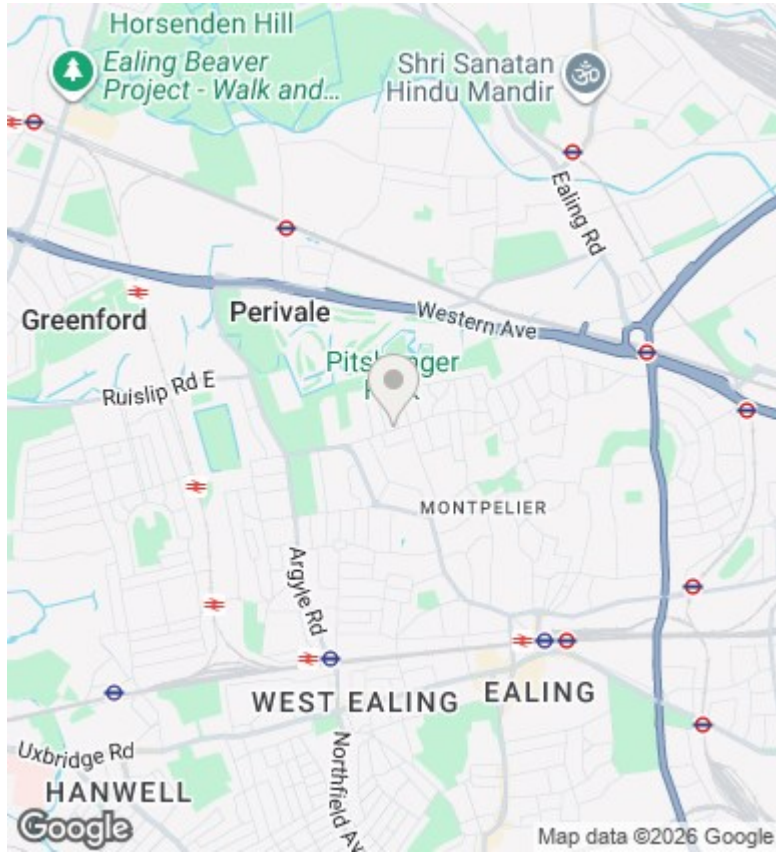 Horsenden Hill
Ealing Beaver
Project - Walk and...
Shri Sanatan
Hindu Mandir
Ealing Rd
Greenford
Perivale
Western Ave
Ruislip Rd E
MONTPELIER
Argyle Rd
WEST EALING
EALING
Uxbridge Rd
HANWELL
Northfield Av
Google
Map data ©2026 Google